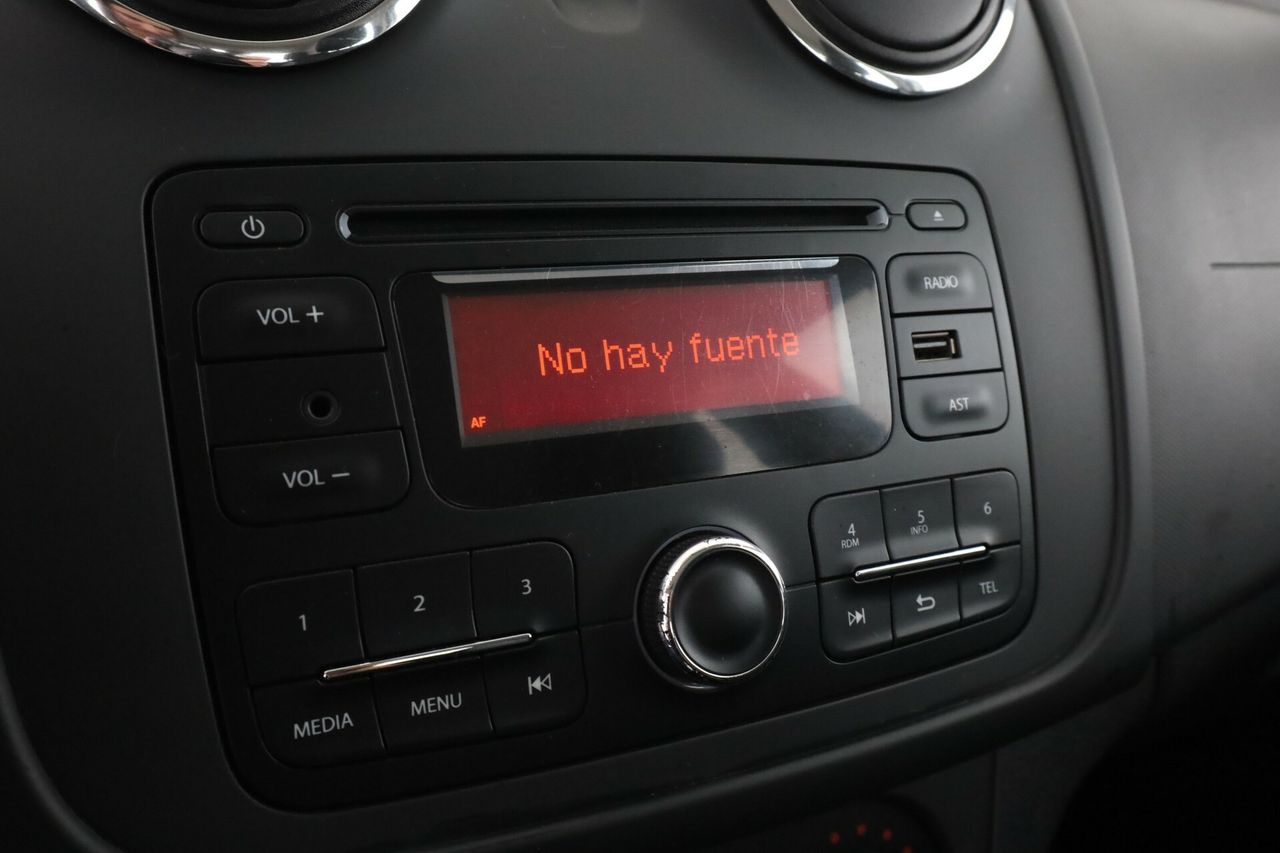 VOL +
RADIO
No hay fuente
AF
AST
VOL −
4
RDM
5
INFO
6
1
2
3
TEL
MEDIA
MENU